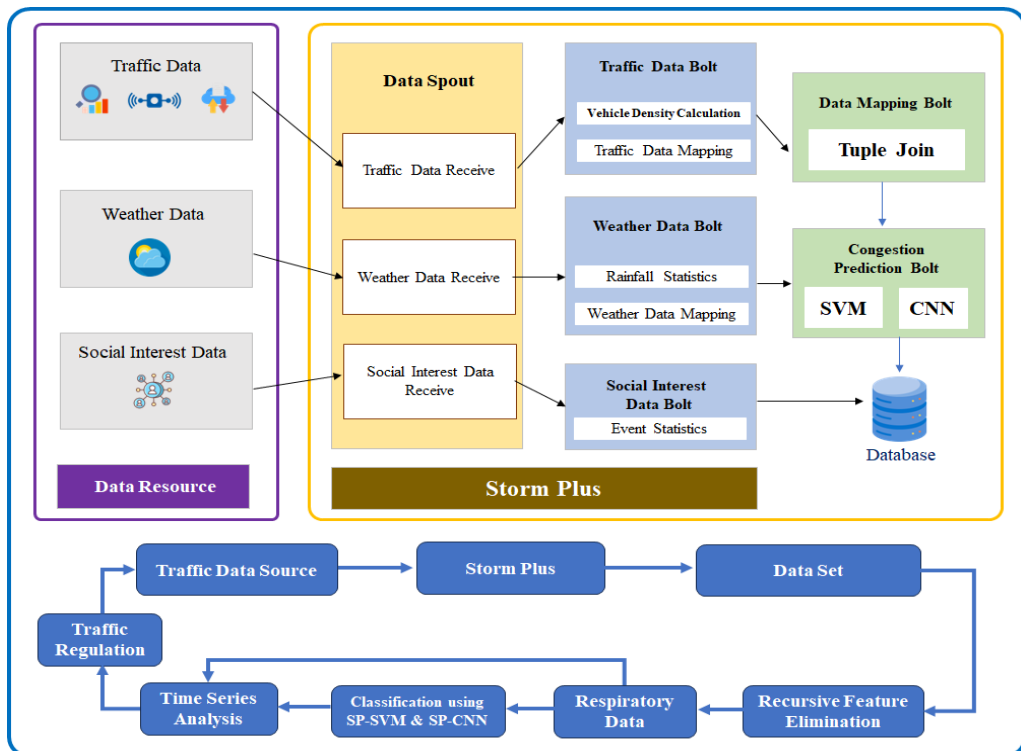 Traffic Data
Weather Data
Social Interest Data
Data Resource
Data Spout
Traffic Data Receive
Weather Data Receive
Social Interest Data
Receive
Traffic Data Bolt
Vehicle Density Calculation
Traffic Data Mapping
Weather Data Bolt
Rainfall Statistics
Weather Data Mapping
Social Interest
Data Bolt
Event Statistics
Data Mapping Bolt
Tuple Join
Congestion
Prediction Bolt
SVM
CNN
Database
Storm Plus
Traffic Data Source
Storm Plus
Data Set
Traffic
Regulation
Time Series
Analysis
Classification using
SP-SVM & SP-CNN
Respiratory
Data
Recursive Feature
Elimination